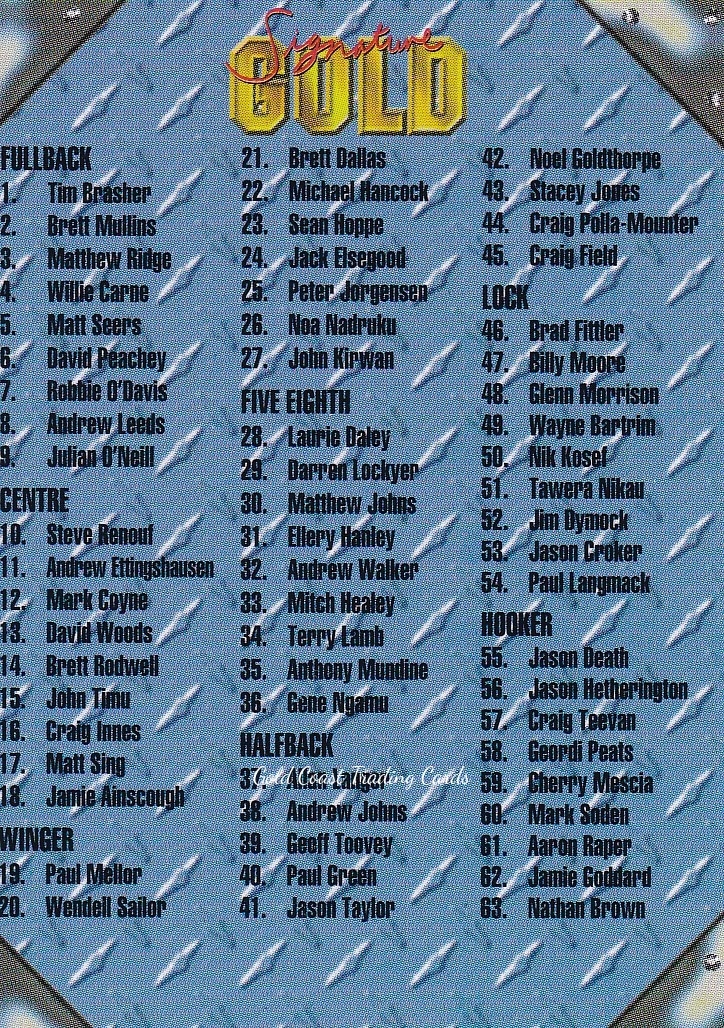 Signature
GOLD
FULLBACK
1. Tim Brasher
2. Brett Mullins
3. Matthew Ridge
4. Willie Carne
5. Matt Seers
6. David Peachey
7. Robbie O'Davis
8. Andrew Leeds
9. Julian O'Neill
CENTRE
10. Steve Renouf
11. Andrew Ettingshausen
12. Mark Coyne
13. David Woods
14. Brett Rodwell
15. John Timu
16. Craig Innes
17. Matt Sing
18. Jamie Ainscough
WINGER
19. Paul Mellor
20. Wendell Sailor
21. Brett Dallas
22. Michael Hancock
23. Sean Hoppe
24. Jack Elsegood
25. Peter Jorgensen
26. Noa Nadruku
27. John Kirwan
FIVE EIGHTH
28. Laurie Daley
29. Darren Lockyer
30. Matthew Johns
31. Ellery Hanley
32. Andrew Walker
33. Mitch Healey
34. Terry Lamb
35. Anthony Mundine
36. Gene Ngamu
HALFBACK
37. Allan Langer
Gold Coast Trading Cards
38. Andrew Johns
39. Geoff Toovey
40. Paul Green
41. Jason Taylor
42. Noel Goldthorpe
43. Stacey Jones
44. Craig Polla-Mounter
45. Craig Field
LOCK
46. Brad Fittler
47. Billy Moore
48. Glenn Morrison
49. Wayne Bartrim
50. Nik Kosef
51. Tawera Nikau
52. Jim Dymock
53. Jason Croker
54. Paul Langmack
HOOKER
55. Jason Death
56. Jason Hetherington
57. Craig Teevan
58. Geordi Peats
59. Cherry Mescia
60. Mark Soden
61. Aaron Raper
62. Jamie Goddard
63. Nathan Brown